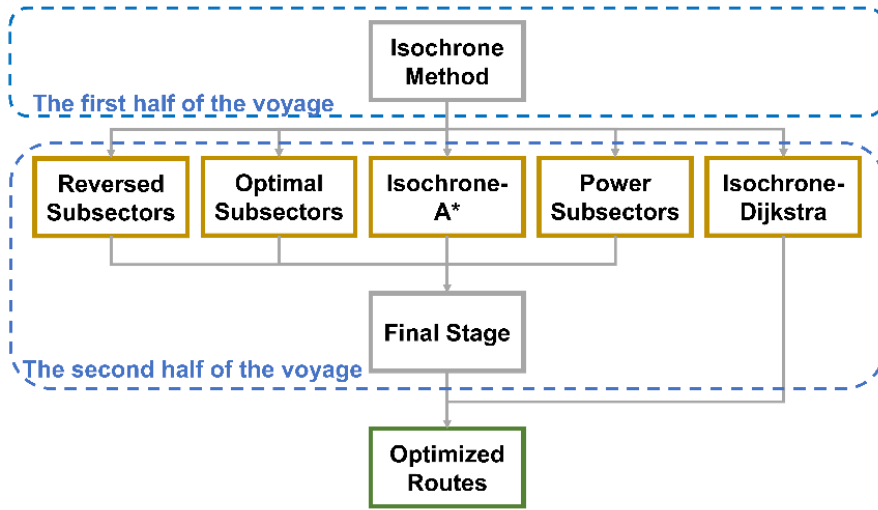 Isochrone
Method
The first half of the voyage
Reversed
Subsectors
Optimal
Subsectors
Isochrone-
A*
Power
Subsectors
Isochrone-
Dijkstra
Final Stage
The second half of the voyage
Optimized
Routes